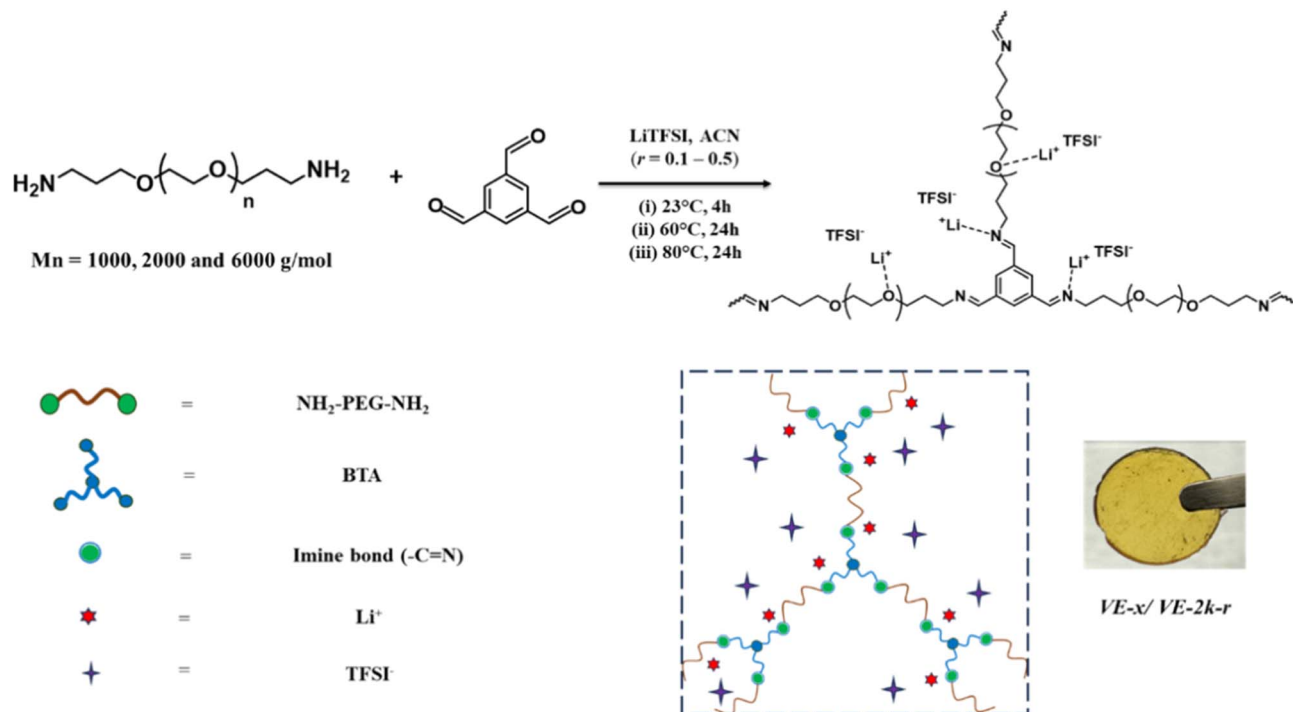 H₂N
O
O
n
NH₂
+
O
O
O
Mn = 1000, 2000 and 6000 g/mol
LiTFSI, ACN
(r = 0.1 – 0.5)
(i) 23°C, 4h
(ii) 60°C, 24h
(iii) 80°C, 24h
N
O
O
Li⁺
TFSI⁻
TFSI⁻
⁺Li
N
TFSI⁻
Li⁺
Li⁺
TFSI⁻
N
O
O
N
N
O
O
N
= NH₂-PEG-NH₂
= BTA
= Imine bond (-C=N)
= Li⁺
= TFSI⁻
VE-x/ VE-2k-r